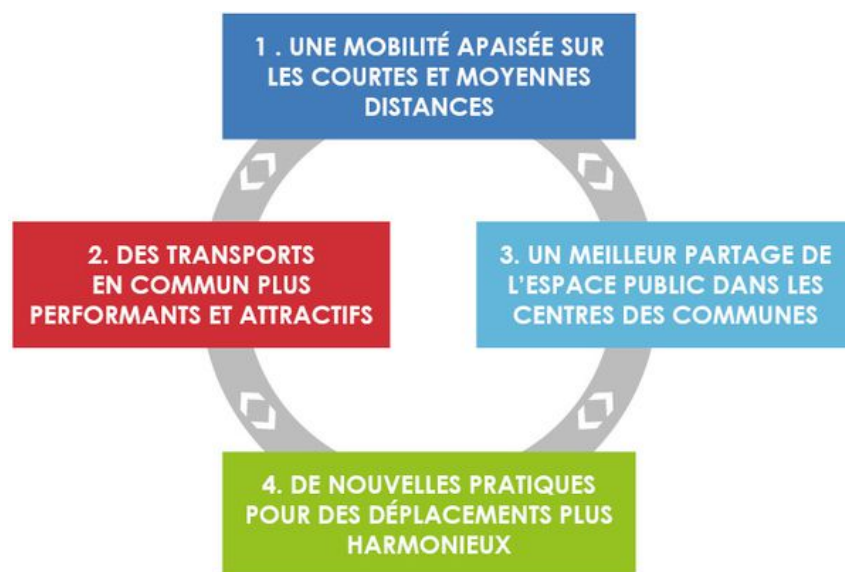 1 . UNE MOBILITÉ APAISÉE SUR
LES COURTES ET MOYENNES
DISTANCES
2. DES TRANSPORTS
EN COMMUN PLUS
PERFORMANTS ET ATTRACTIFS
3. UN MEILLEUR PARTAGE DE
L'ESPACE PUBLIC DANS LES
CENTRES DES COMMUNES
4. DE NOUVELLES PRATIQUES
POUR DES DÉPLACEMENTS PLUS
HARMONIEUX